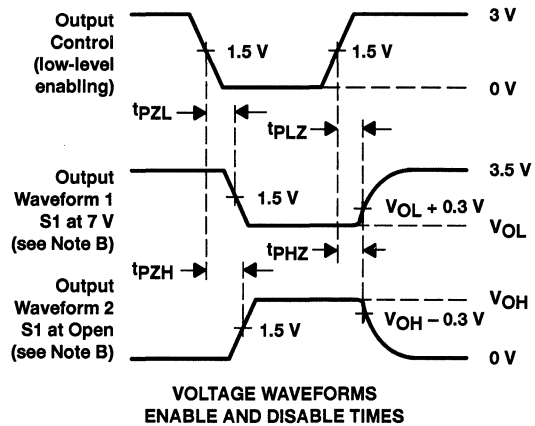 Output
Control
(low-level
enabling)
3 V
1.5 V
1.5 V
0 V
tPZL
tPLZ
Output
Waveform 1
S1 at 7 V
(see Note B)
3.5 V
1.5 V
VOL + 0.3 V
VOL
tPHZ
tPZH
Output
Waveform 2
S1 at Open
(see Note B)
VOH
1.5 V
VOH – 0.3 V
0 V
VOLTAGE WAVEFORMS
ENABLE AND DISABLE TIMES